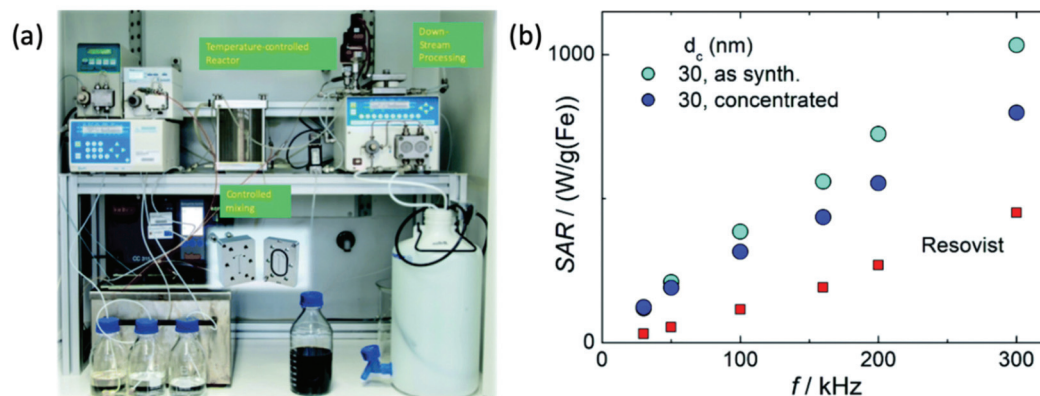 (a)
Temperature-controlled
Reactor
Down-
Stream
Processing
Controlled
mixing
(b)
SAR / (W/g(Fe))
1000
0
d_c (nm)
30, as synth.
30, concentrated
Resovist
0
100
200
300
f / kHz